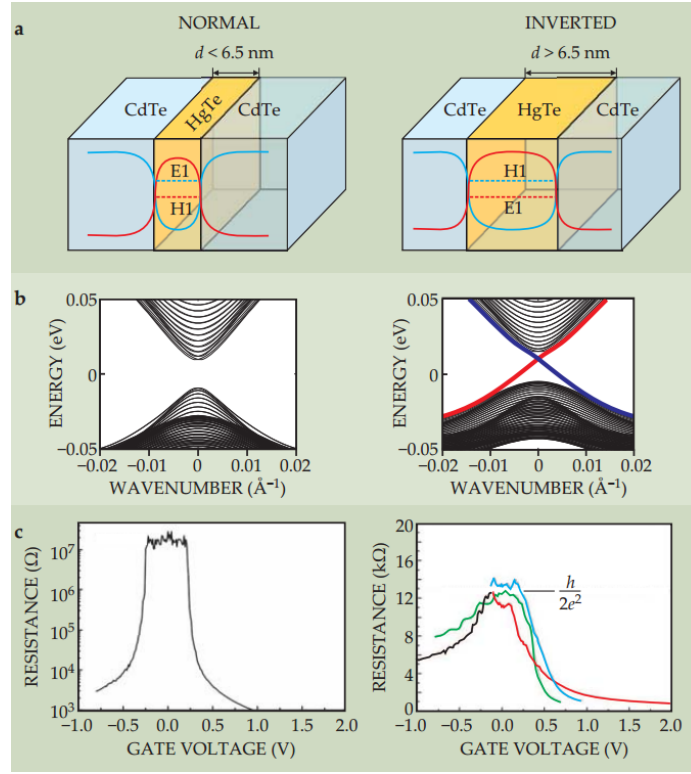 a
NORMAL
d < 6.5 nm
CdTe
HgTe
CdTe
E1
H1
INVERTED
d > 6.5 nm
CdTe
HgTe
CdTe
H1
E1
b
ENERGY (eV)
0.05
0
−0.05
−0.02 −0.01 0 0.01 0.02
WAVENUMBER (Å⁻¹)
ENERGY (eV)
0.05
0
−0.05
−0.02 −0.01 0 0.01 0.02
WAVENUMBER (Å⁻¹)
c
RESISTANCE (Ω)
10⁷
10⁶
10⁵
10⁴
10³
−1.0 −0.5 0.0 0.5 1.0 1.5 2.0
GATE VOLTAGE (V)
RESISTANCE (kΩ)
20
16
12
8
4
0
h
2e²
−1.0 −0.5 0.0 0.5 1.0 1.5 2.0
GATE VOLTAGE (V)